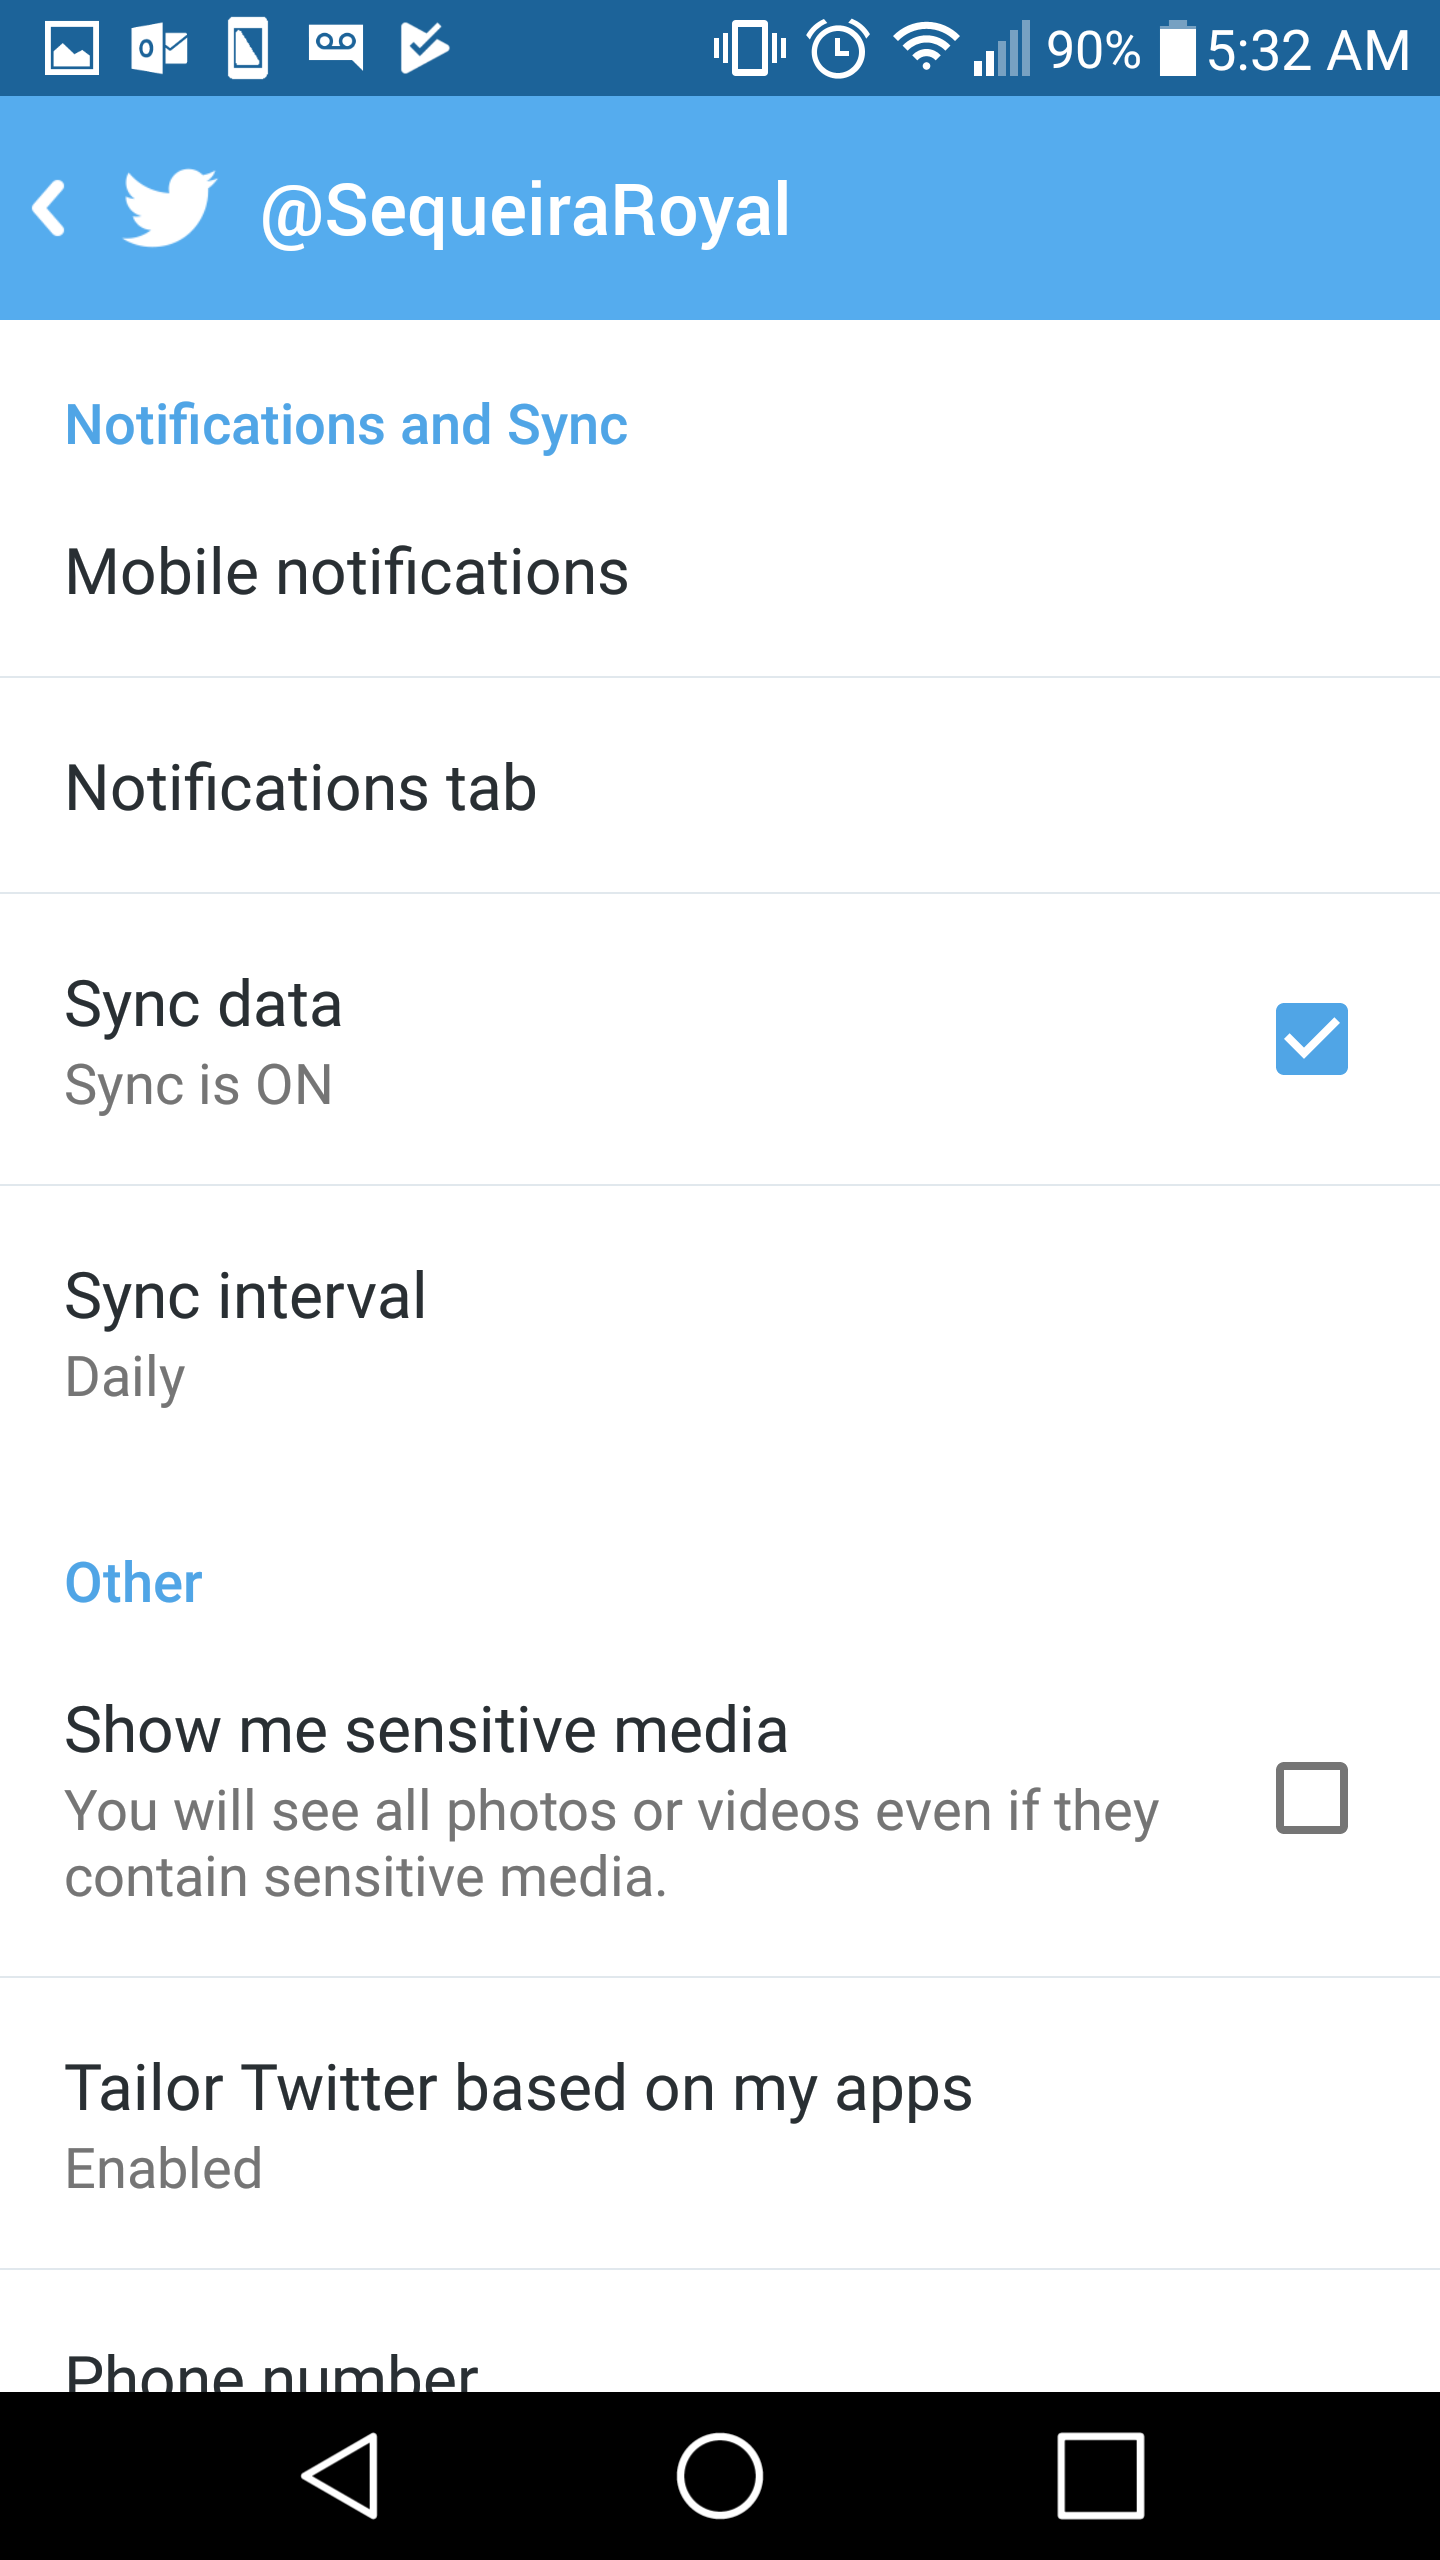 90% 5:32 AM
@SequeiraRoyal
Notifications and Sync
Mobile notifications
Notifications tab
Sync data
Sync is ON
Sync interval
Daily
Other
Show me sensitive media
You will see all photos or videos even if they
contain sensitive media.
Tailor Twitter based on my apps
Enabled
Phone number